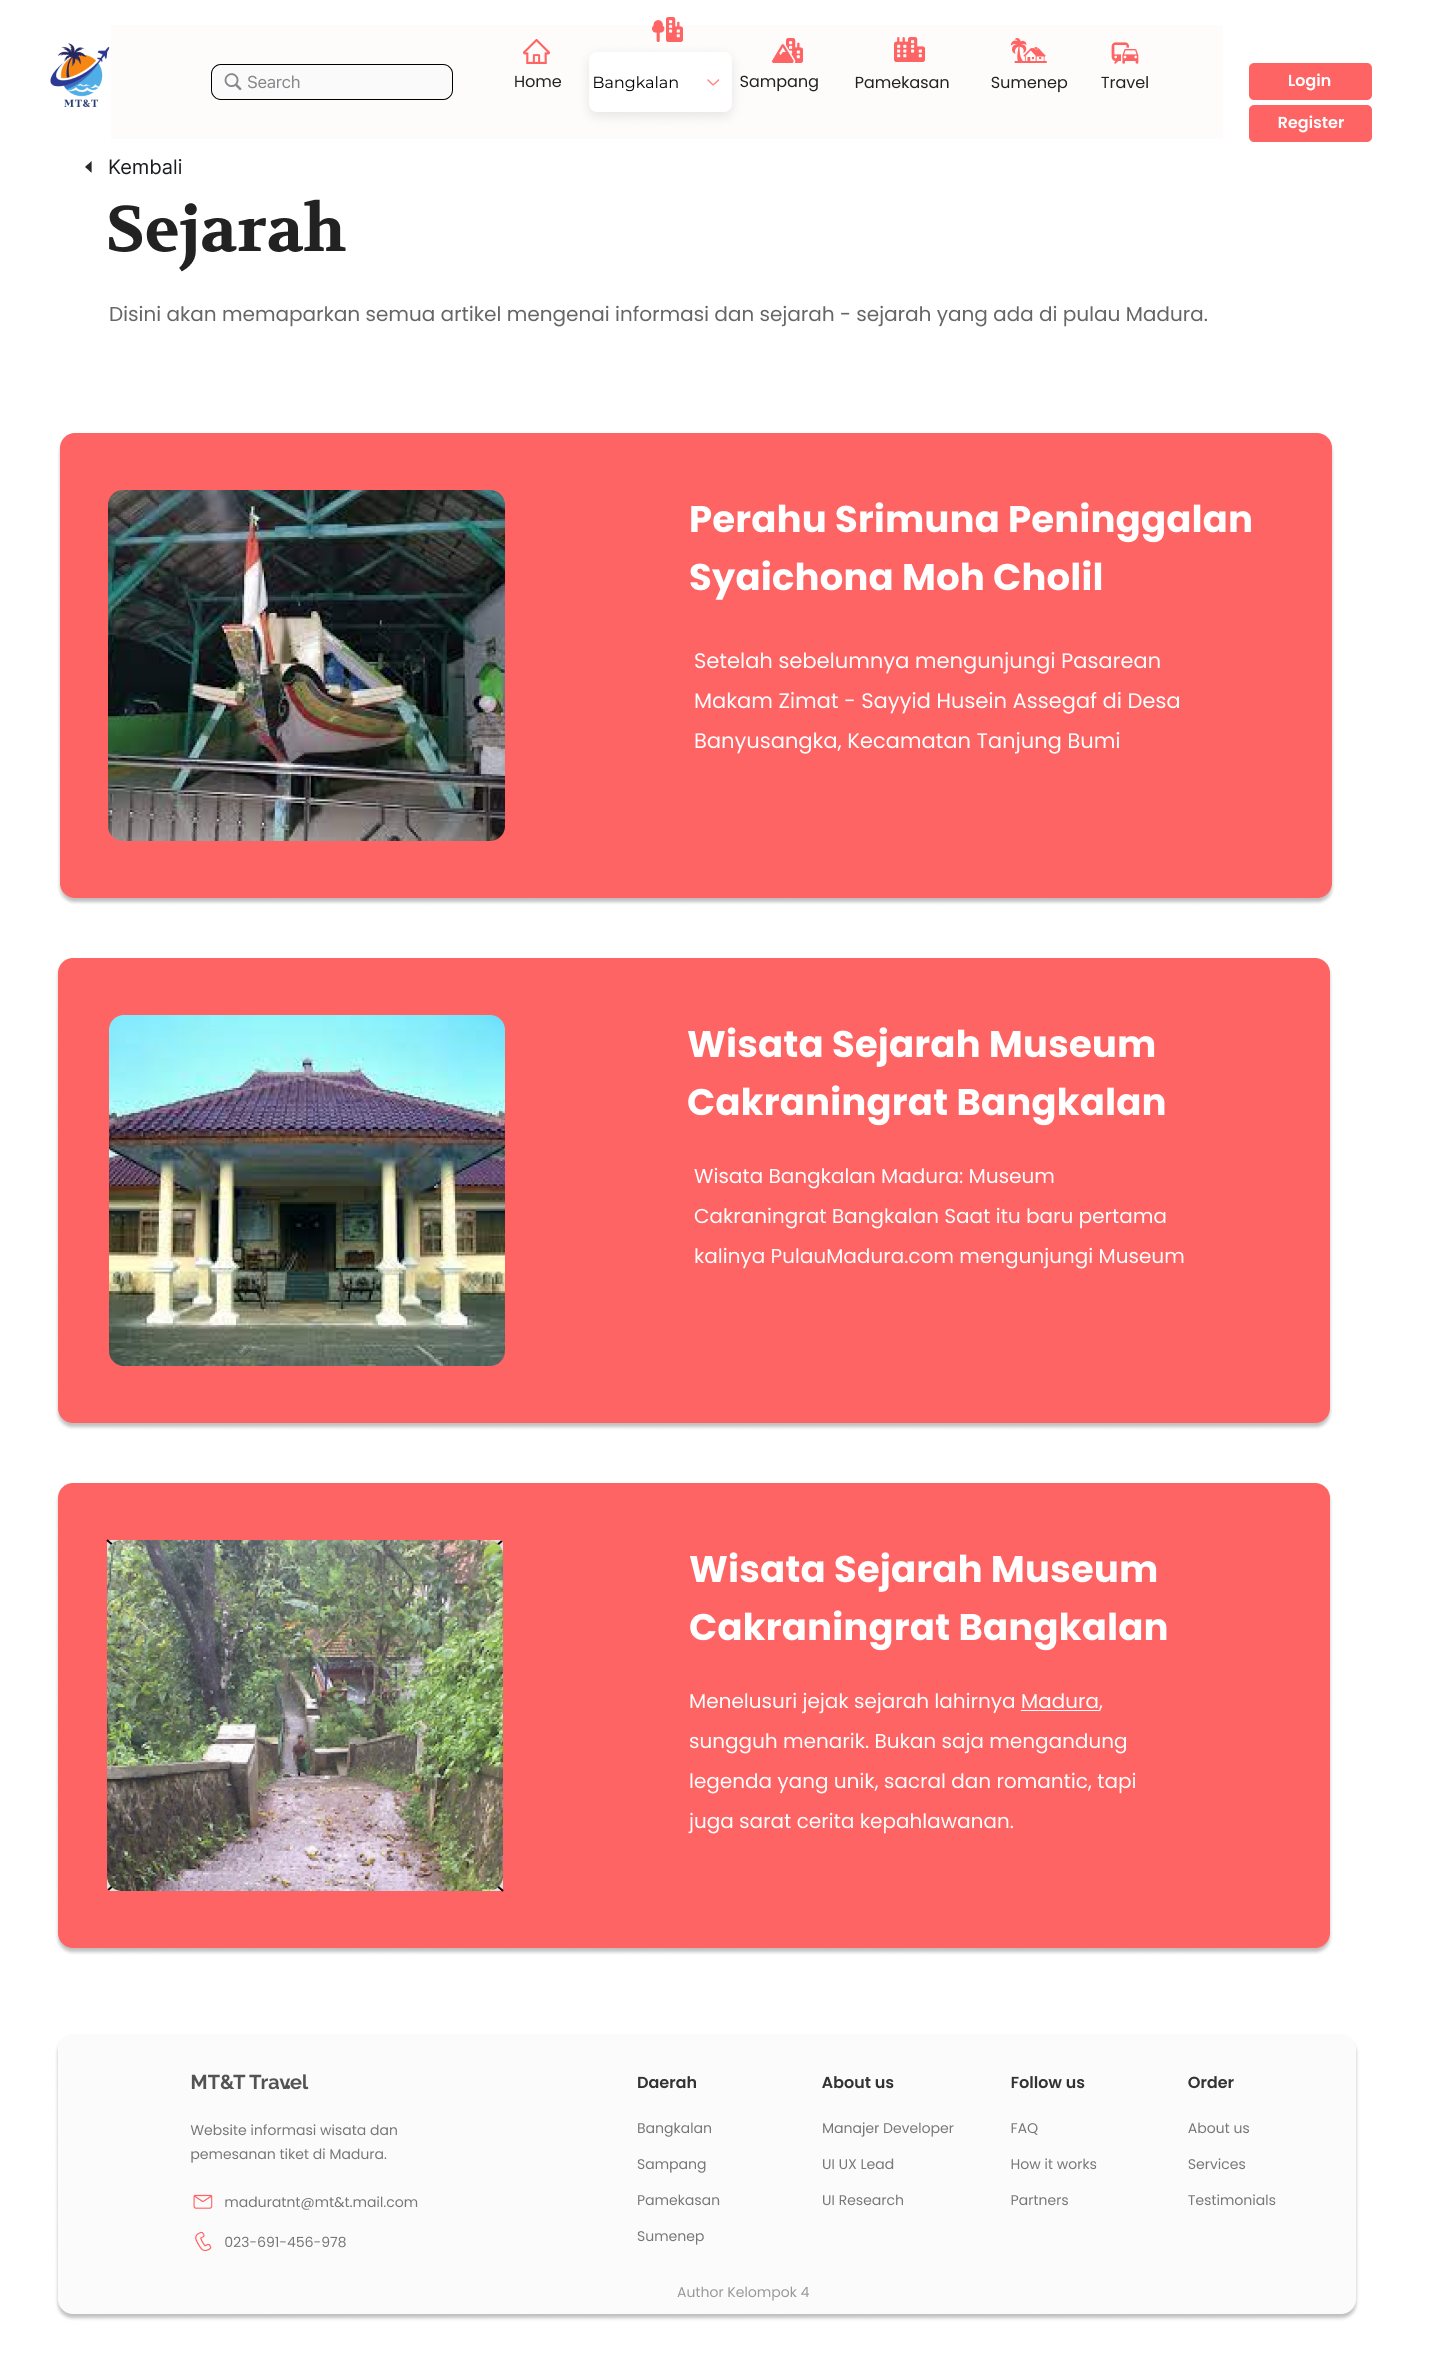 MT&T
Search
Home
Bangkalan
Sampang
Pamekasan
Sumenep
Travel
Login
Register
Kembali
Sejarah
Disini akan memaparkan semua artikel mengenai informasi dan sejarah - sejarah yang ada di pulau Madura.
Perahu Srimuna Peninggalan
Syaichona Moh Cholil
Setelah sebelumnya mengunjungi Pasarean
Makam Zimat - Sayyid Husein Assegaf di Desa
Banyusangka, Kecamatan Tanjung Bumi
Wisata Sejarah Museum
Cakraningrat Bangkalan
Wisata Bangkalan Madura: Museum
Cakraningrat Bangkalan Saat itu baru pertama
kalinya PulauMadura.com mengunjungi Museum
Wisata Sejarah Museum
Cakraningrat Bangkalan
Menelusuri jejak sejarah lahirnya Madura,
sungguh menarik. Bukan saja mengandung
legenda yang unik, sacral dan romantic, tapi
juga sarat cerita kepahlawanan.
MT&T Travel
Website informasi wisata dan
pemesanan tiket di Madura.
maduratnt@mt&t.mail.com
023-691-456-978
Daerah
Bangkalan
Sampang
Pamekasan
Sumenep
About us
Manajer Developer
UI UX Lead
UI Research
Follow us
FAQ
How it works
Partners
Order
About us
Services
Testimonials
Author Kelompok 4